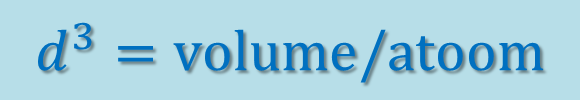 d³ = volume/atoom